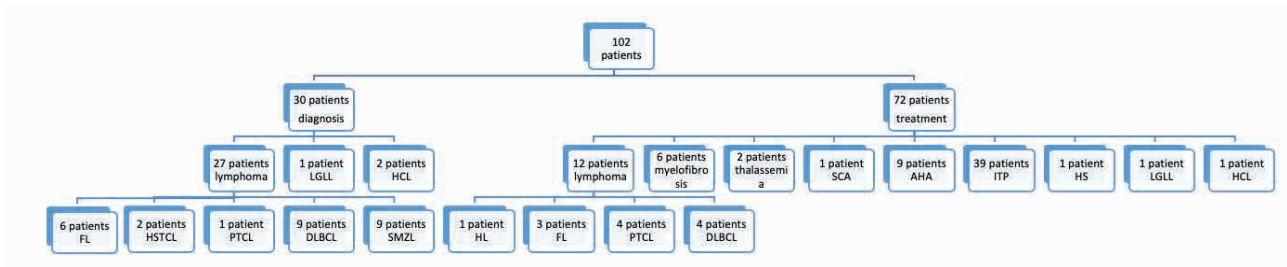 102
patients
30 patients
diagnosis
72 patients
treatment
27 patients
lymphoma
1 patient
LGLL
2 patients
HCL
12 patients
lymphoma
6 patients
myelofibro
sis
2 patients
thalassemi
a
1 patient
SCA
9 patients
AHA
39 patients
ITP
1 patient
HS
1 patient
LGLL
1 patient
HCL
6 patients
FL
2 patients
HSTCL
1 patient
PTCL
9 patients
DLBCL
9 patients
SMZL
1 patient
HL
3 patients
FL
4 patients
PTCL
4 patients
DLBCL